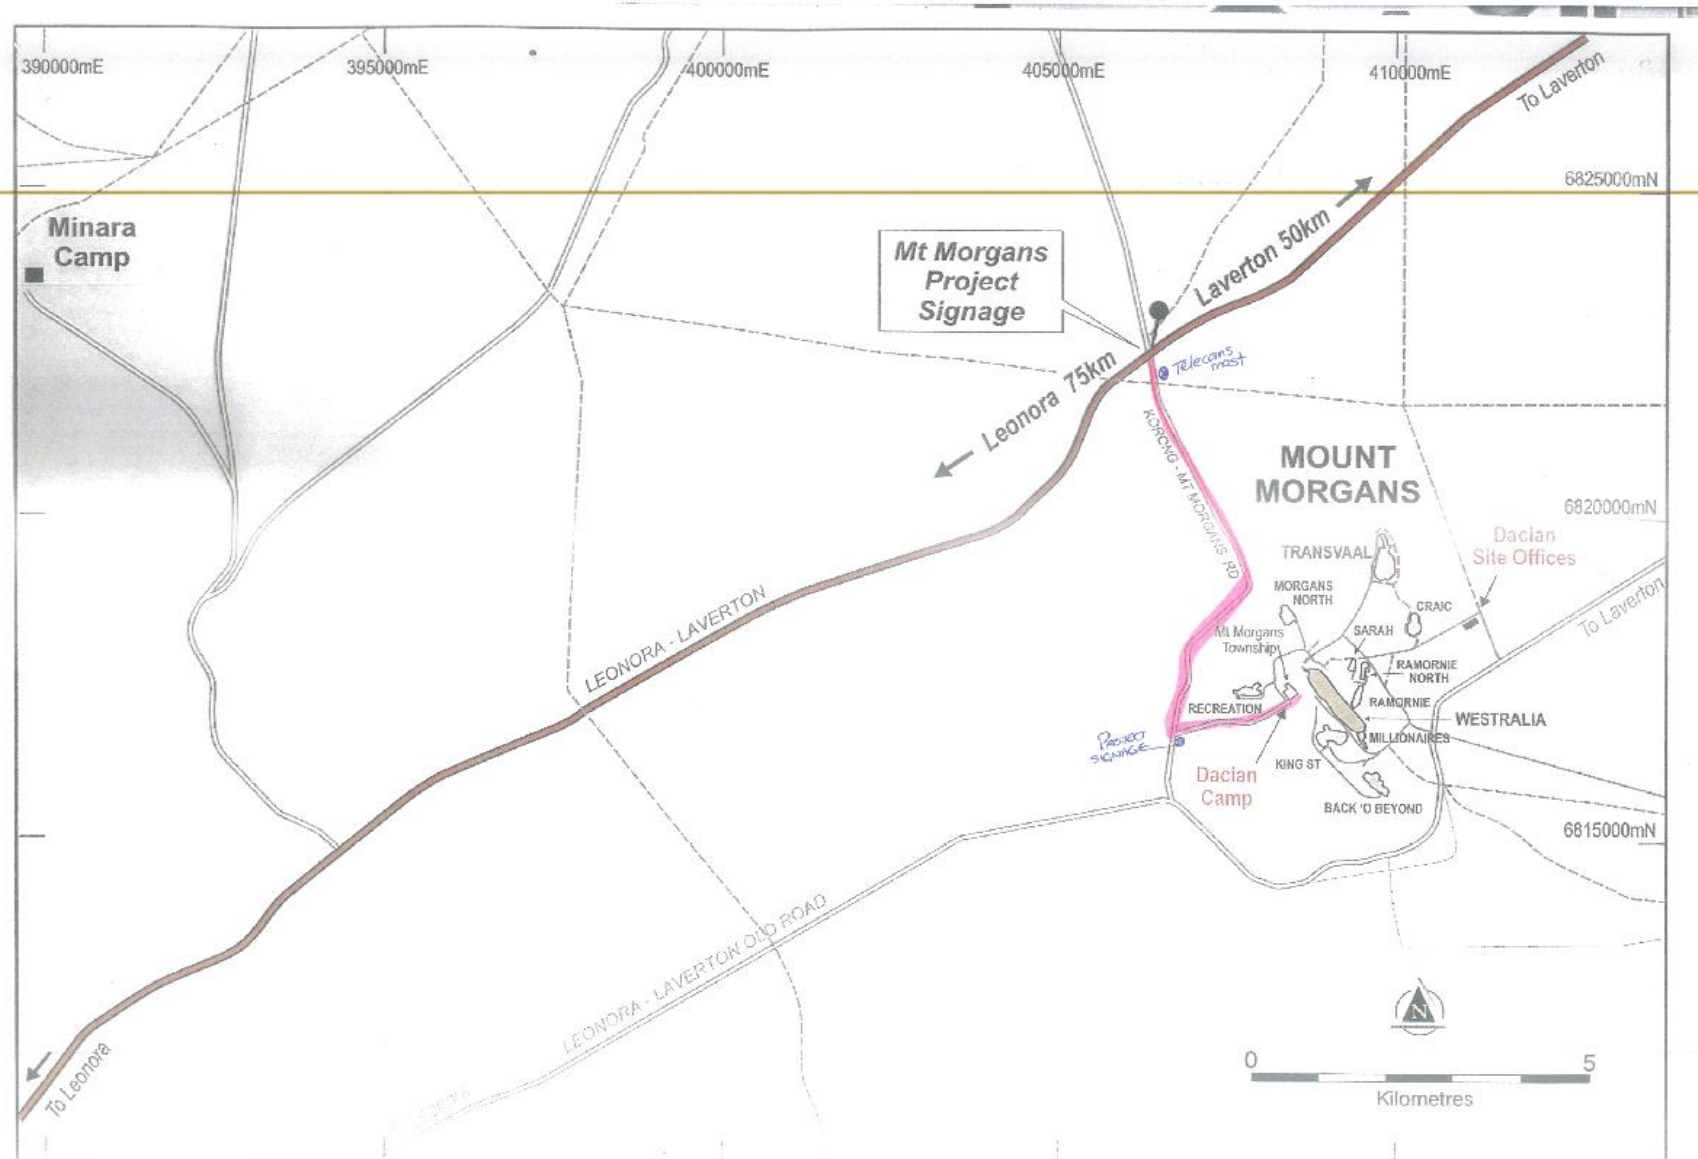 390000mE
395000mE
400000mE
405000mE
410000mE
To Laverton
6825000mN
Minara
Camp
Mt Morgans
Project
Signage
Laverton 50km
Leonora 75km
Telecoms
mast
KORONG - MT MORGANS RD
MOUNT
MORGANS
6820000mN
Dacian
Site Offices
TRANSVAAL
MORGANS
NORTH
CRAIC
To Laverton
Mt Morgans
Township
SARAH
RAMORNIE
NORTH
LEONORA - LAVERTON
RECREATION
RAMORNIE
WESTRALIA
PROJECT
SIGNAGE
MILLIONAIRES
KING ST
Dacian
Camp
BACK 'O BEYOND
6815000mN
LEONORA - LAVERTON OLD ROAD
N
To Leonora
0
5
Kilometres